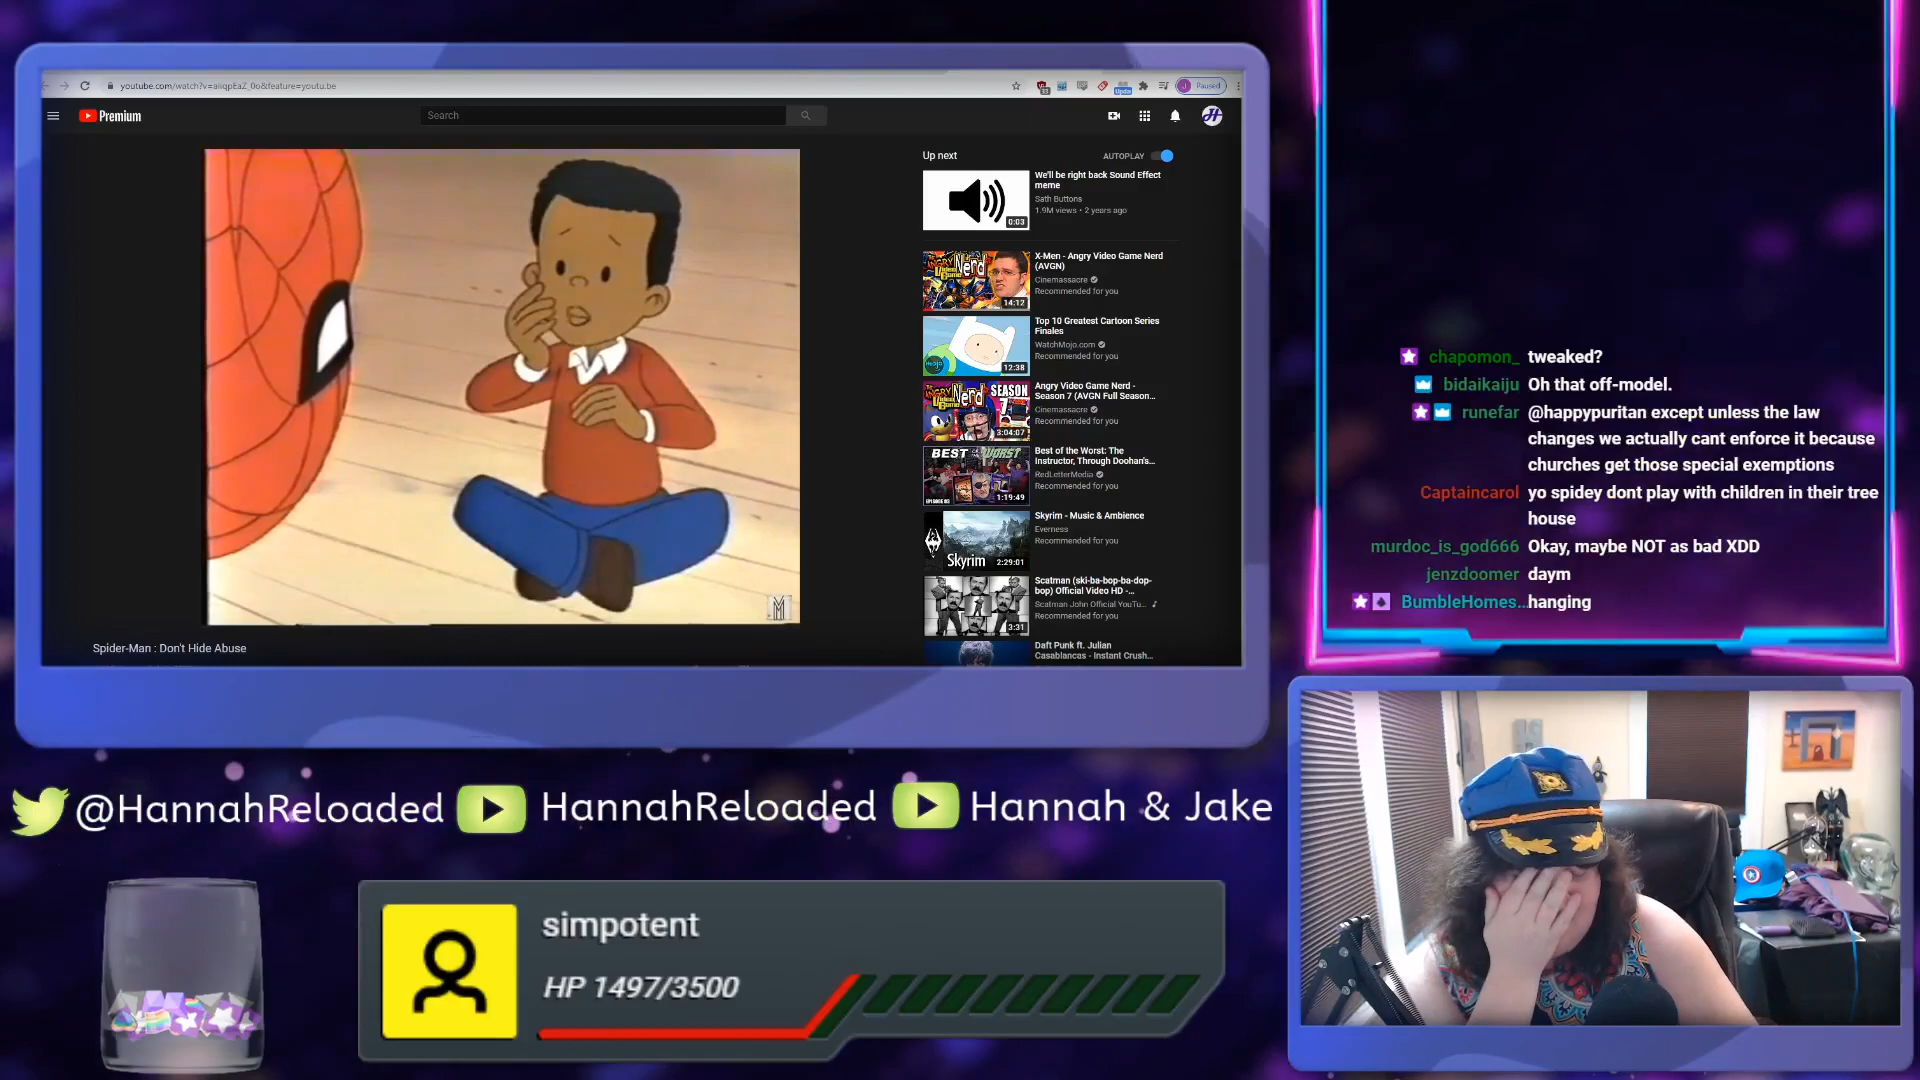 youtube.com/watch?v=aiiqpEaZ_0o&feature=youtu.be
Paused
Premium
Search
Up next
AUTOPLAY
We'll be right back Sound Effect
meme
Sath Buttons
1.9M views • 2 years ago
0:03
X-Men - Angry Video Game Nerd
(AVGN)
Cinemassacre
Recommended for you
14:12
Top 10 Greatest Cartoon Series
Finales
WatchMojo.com
Recommended for you
12:38
Angry Video Game Nerd -
Season 7 (AVGN Full Season...
Cinemassacre
Recommended for you
SEASON
7
3:04:07
Best of the Worst: The
Instructor, Through Doohan's...
RedLetterMedia
Recommended for you
BEST OF THE WORST
1:19:49
Skyrim - Music & Ambience
Everness
Recommended for you
Skyrim
2:29:01
Scatman (ski-ba-bop-ba-dop-
bop) Official Video HD -...
Scatman John Official YouTu...
Recommended for you
3:31
Daft Punk ft. Julian
Casablancas - Instant Crush...
M
Spider-Man : Don't Hide Abuse
chapomon_ tweaked?
bidaikaiju Oh that off-model.
runefar @happypuritan except unless the law
changes we actually cant enforce it because
churches get those special exemptions
Captaincarol yo spidey dont play with children in their tree
house
murdoc_is_god666 Okay, maybe NOT as bad XDD
jenzdoomer daym
BumbleHomes... hanging
@HannahReloaded HannahReloaded Hannah & Jake
simpotent
HP 1497/3500